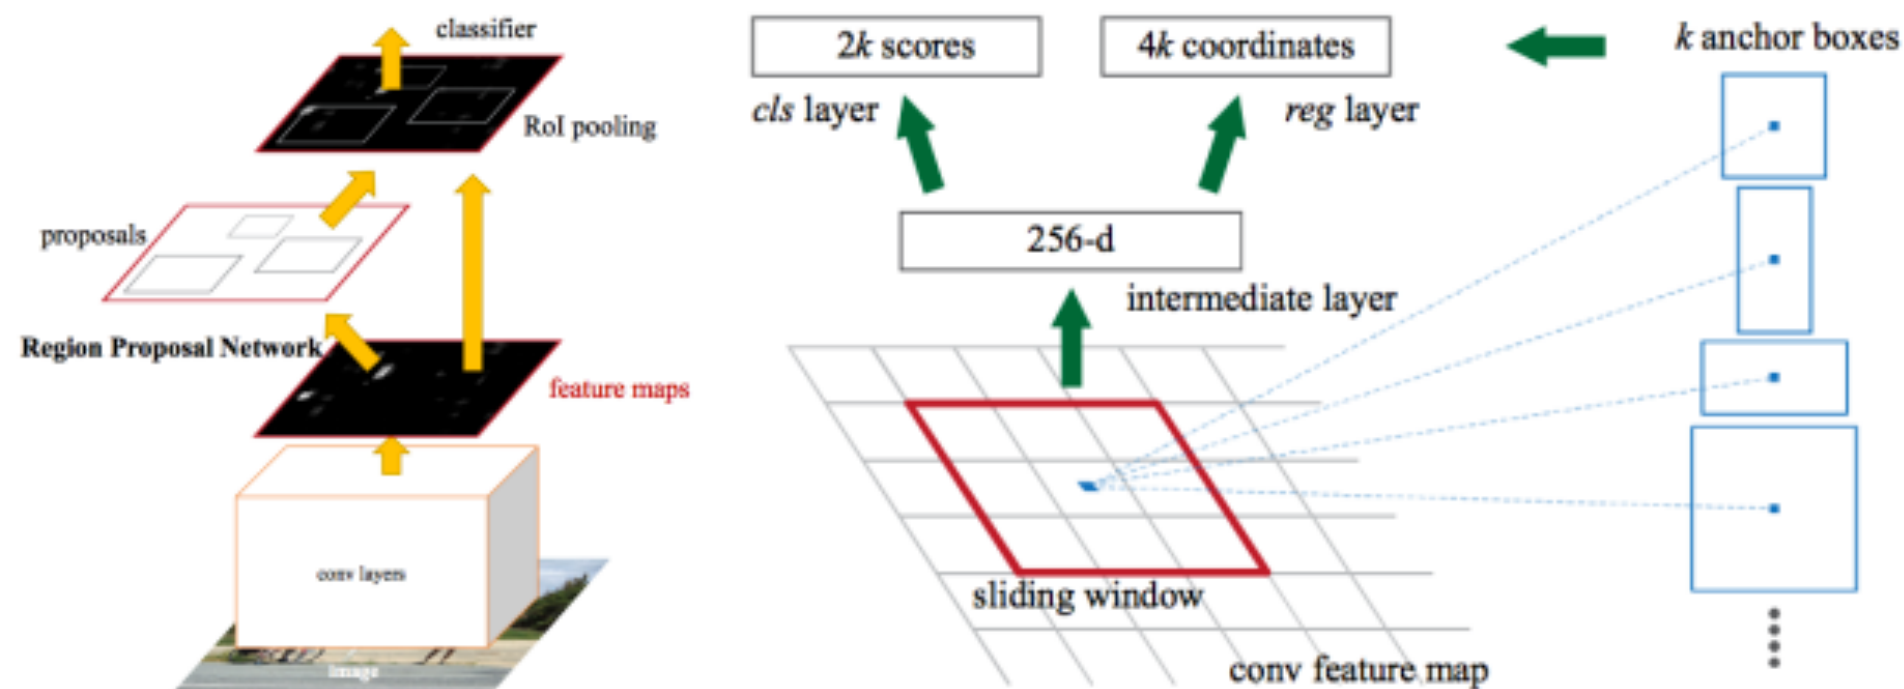 classifier
RoI pooling
proposals
Region Proposal Network
feature maps
conv layers
image
2k scores
4k coordinates
k anchor boxes
cls layer
reg layer
256-d
intermediate layer
sliding window
conv feature map